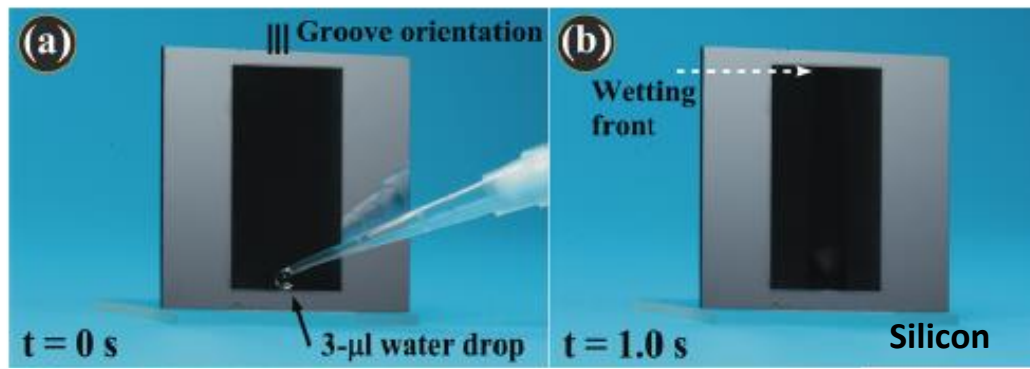 (a)
Groove orientation
t = 0 s
3-μl water drop
(b)
Wetting
front
t = 1.0 s
Silicon